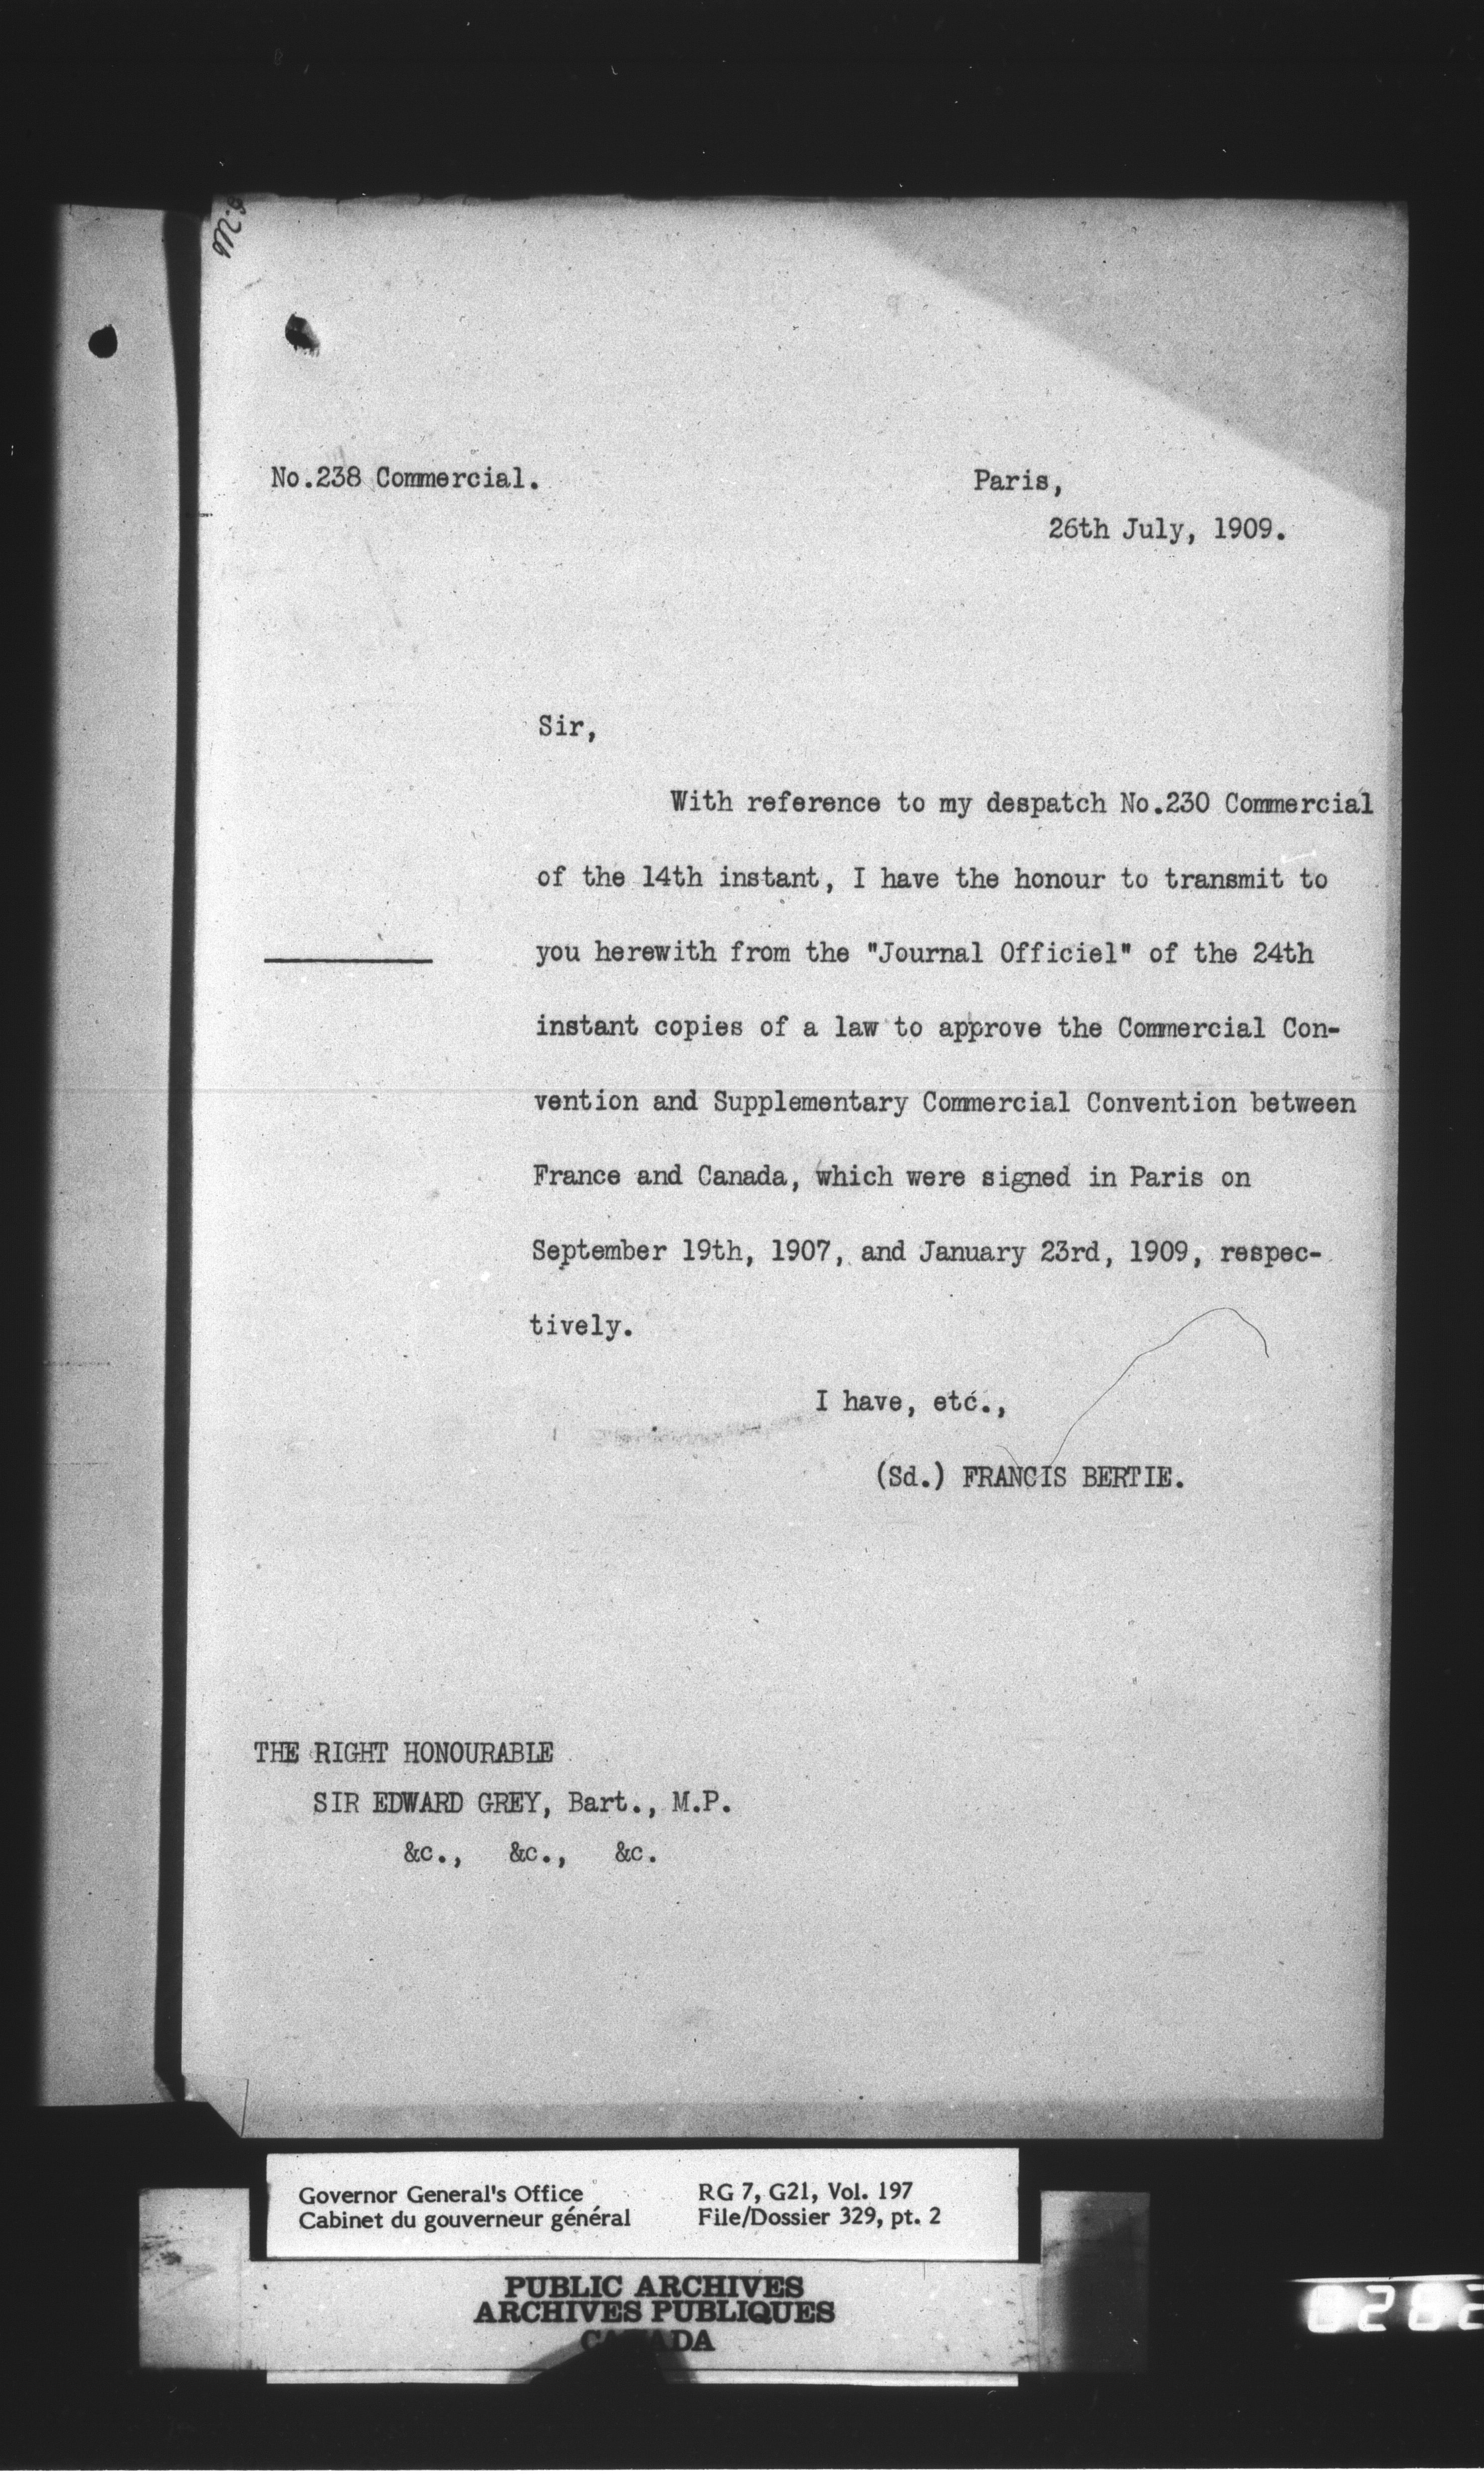 No.238 Commercial.
Paris,
26th July, 1909.
Sir,
With reference to my despatch No.230 Commercial
of the 14th instant, I have the honour to transmit to
you herewith from the "Journal Officiel" of the 24th
instant copies of a law to approve the Commercial Con-
vention and Supplementary Commercial Convention between
France and Canada, which were signed in Paris on
September 19th, 1907, and January 23rd, 1909, respec-
tively.
I have, etc.,
(Sd.) FRANCIS BERTIE.
THE RIGHT HONOURABLE
SIR EDWARD GREY, Bart., M.P.
&c., &c., &c.
Governor General's Office
Cabinet du gouverneur général
RG 7, G21, Vol. 197
File/Dossier 329, pt. 2
PUBLIC ARCHIVES
ARCHIVES PUBLIQUES
CANADA